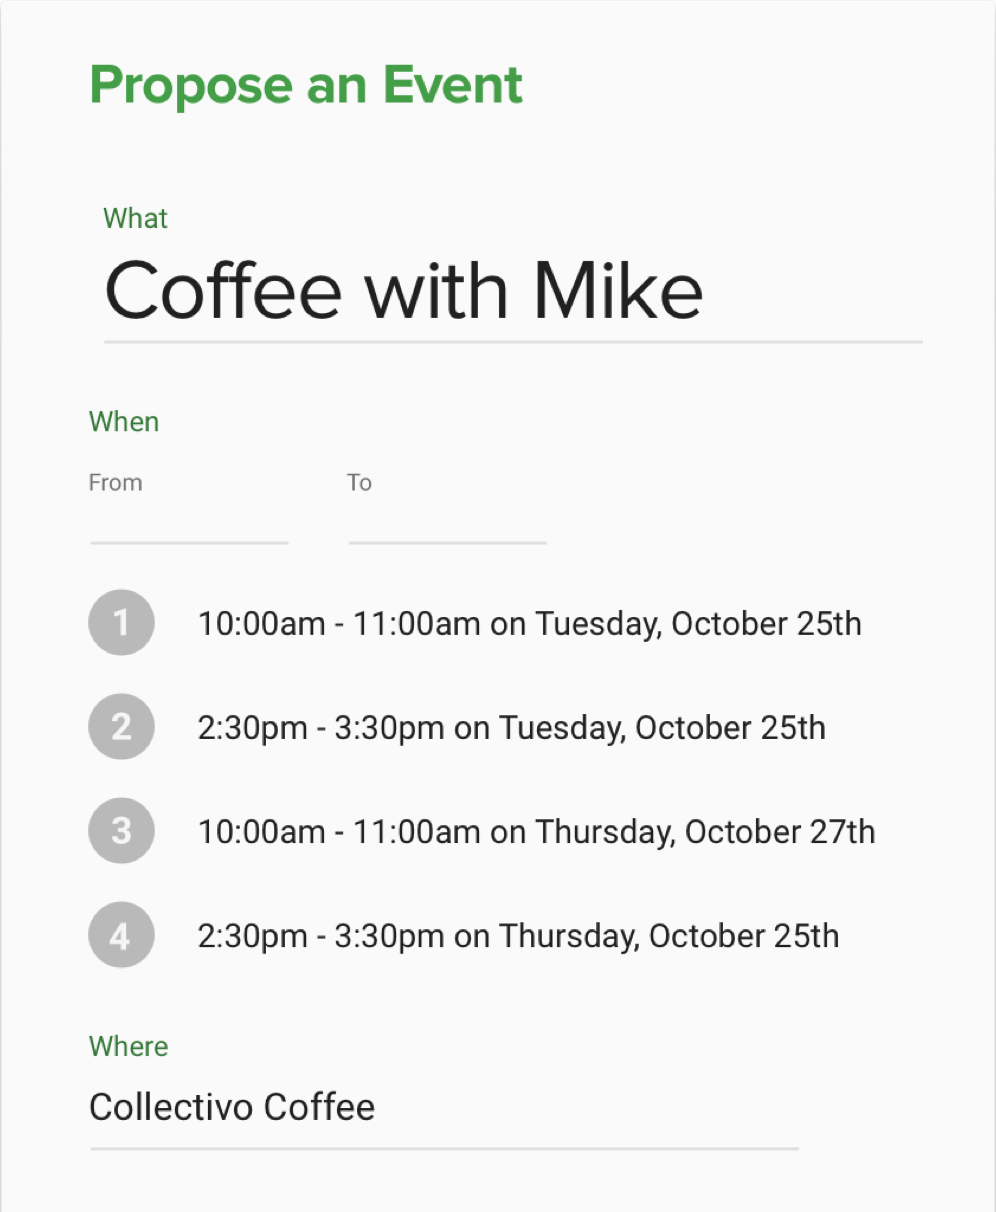 Propose an Event
What
Coffee with Mike
When
From To
1 10:00am - 11:00am on Tuesday, October 25th
2 2:30pm - 3:30pm on Tuesday, October 25th
3 10:00am - 11:00am on Thursday, October 27th
4 2:30pm - 3:30pm on Thursday, October 25th
Where
Collectivo Coffee